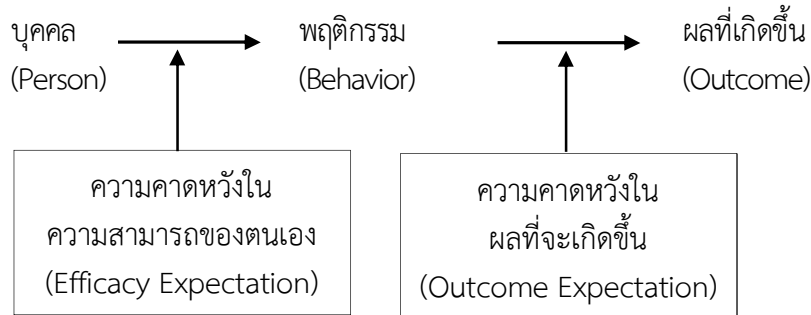 บุคคล
(Person)
พฤติกรรม
(Behavior)
ผลที่เกิดขึ้น
(Outcome)
ความคาดหวังใน
ความสามารถของตนเอง
(Efficacy Expectation)
ความคาดหวังใน
ผลที่จะเกิดขึ้น
(Outcome Expectation)